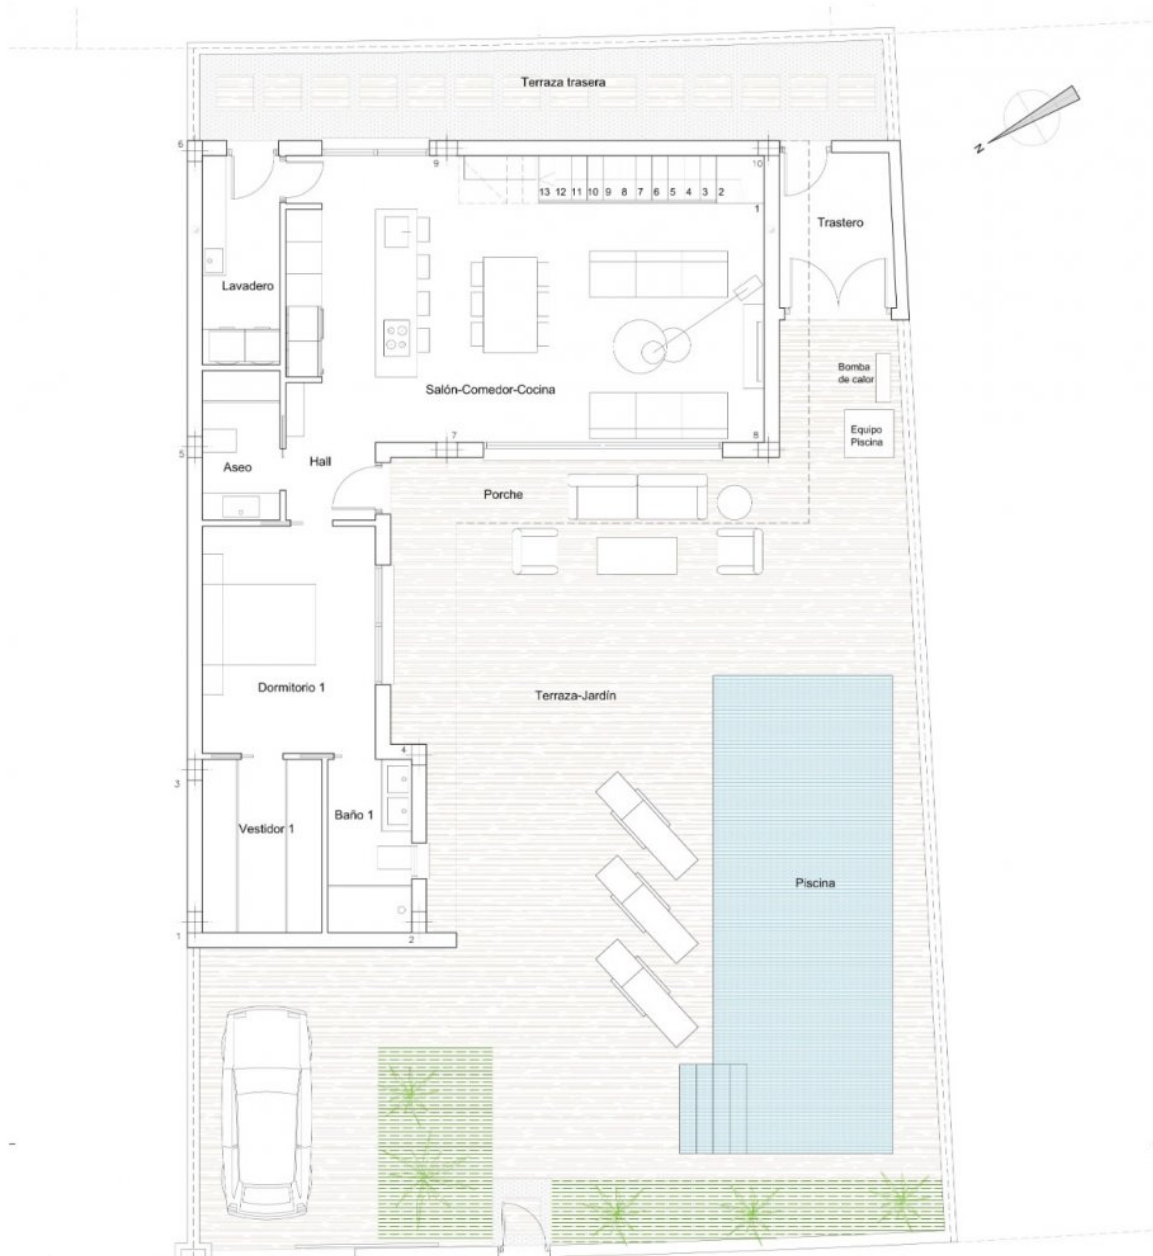 Terraza trasera
N
6
9
10
13 12 11 10 9 8 7 6 5 4 3 2
1
Trastero
Lavadero
Bomba
de calor
Salón-Comedor-Cocina
Equipo
Piscina
7
8
5
Hall
Aseo
Porche
Dormitorio 1
Terraza-Jardín
4
3
Vestidor 1
Baño 1
Piscina
1
2